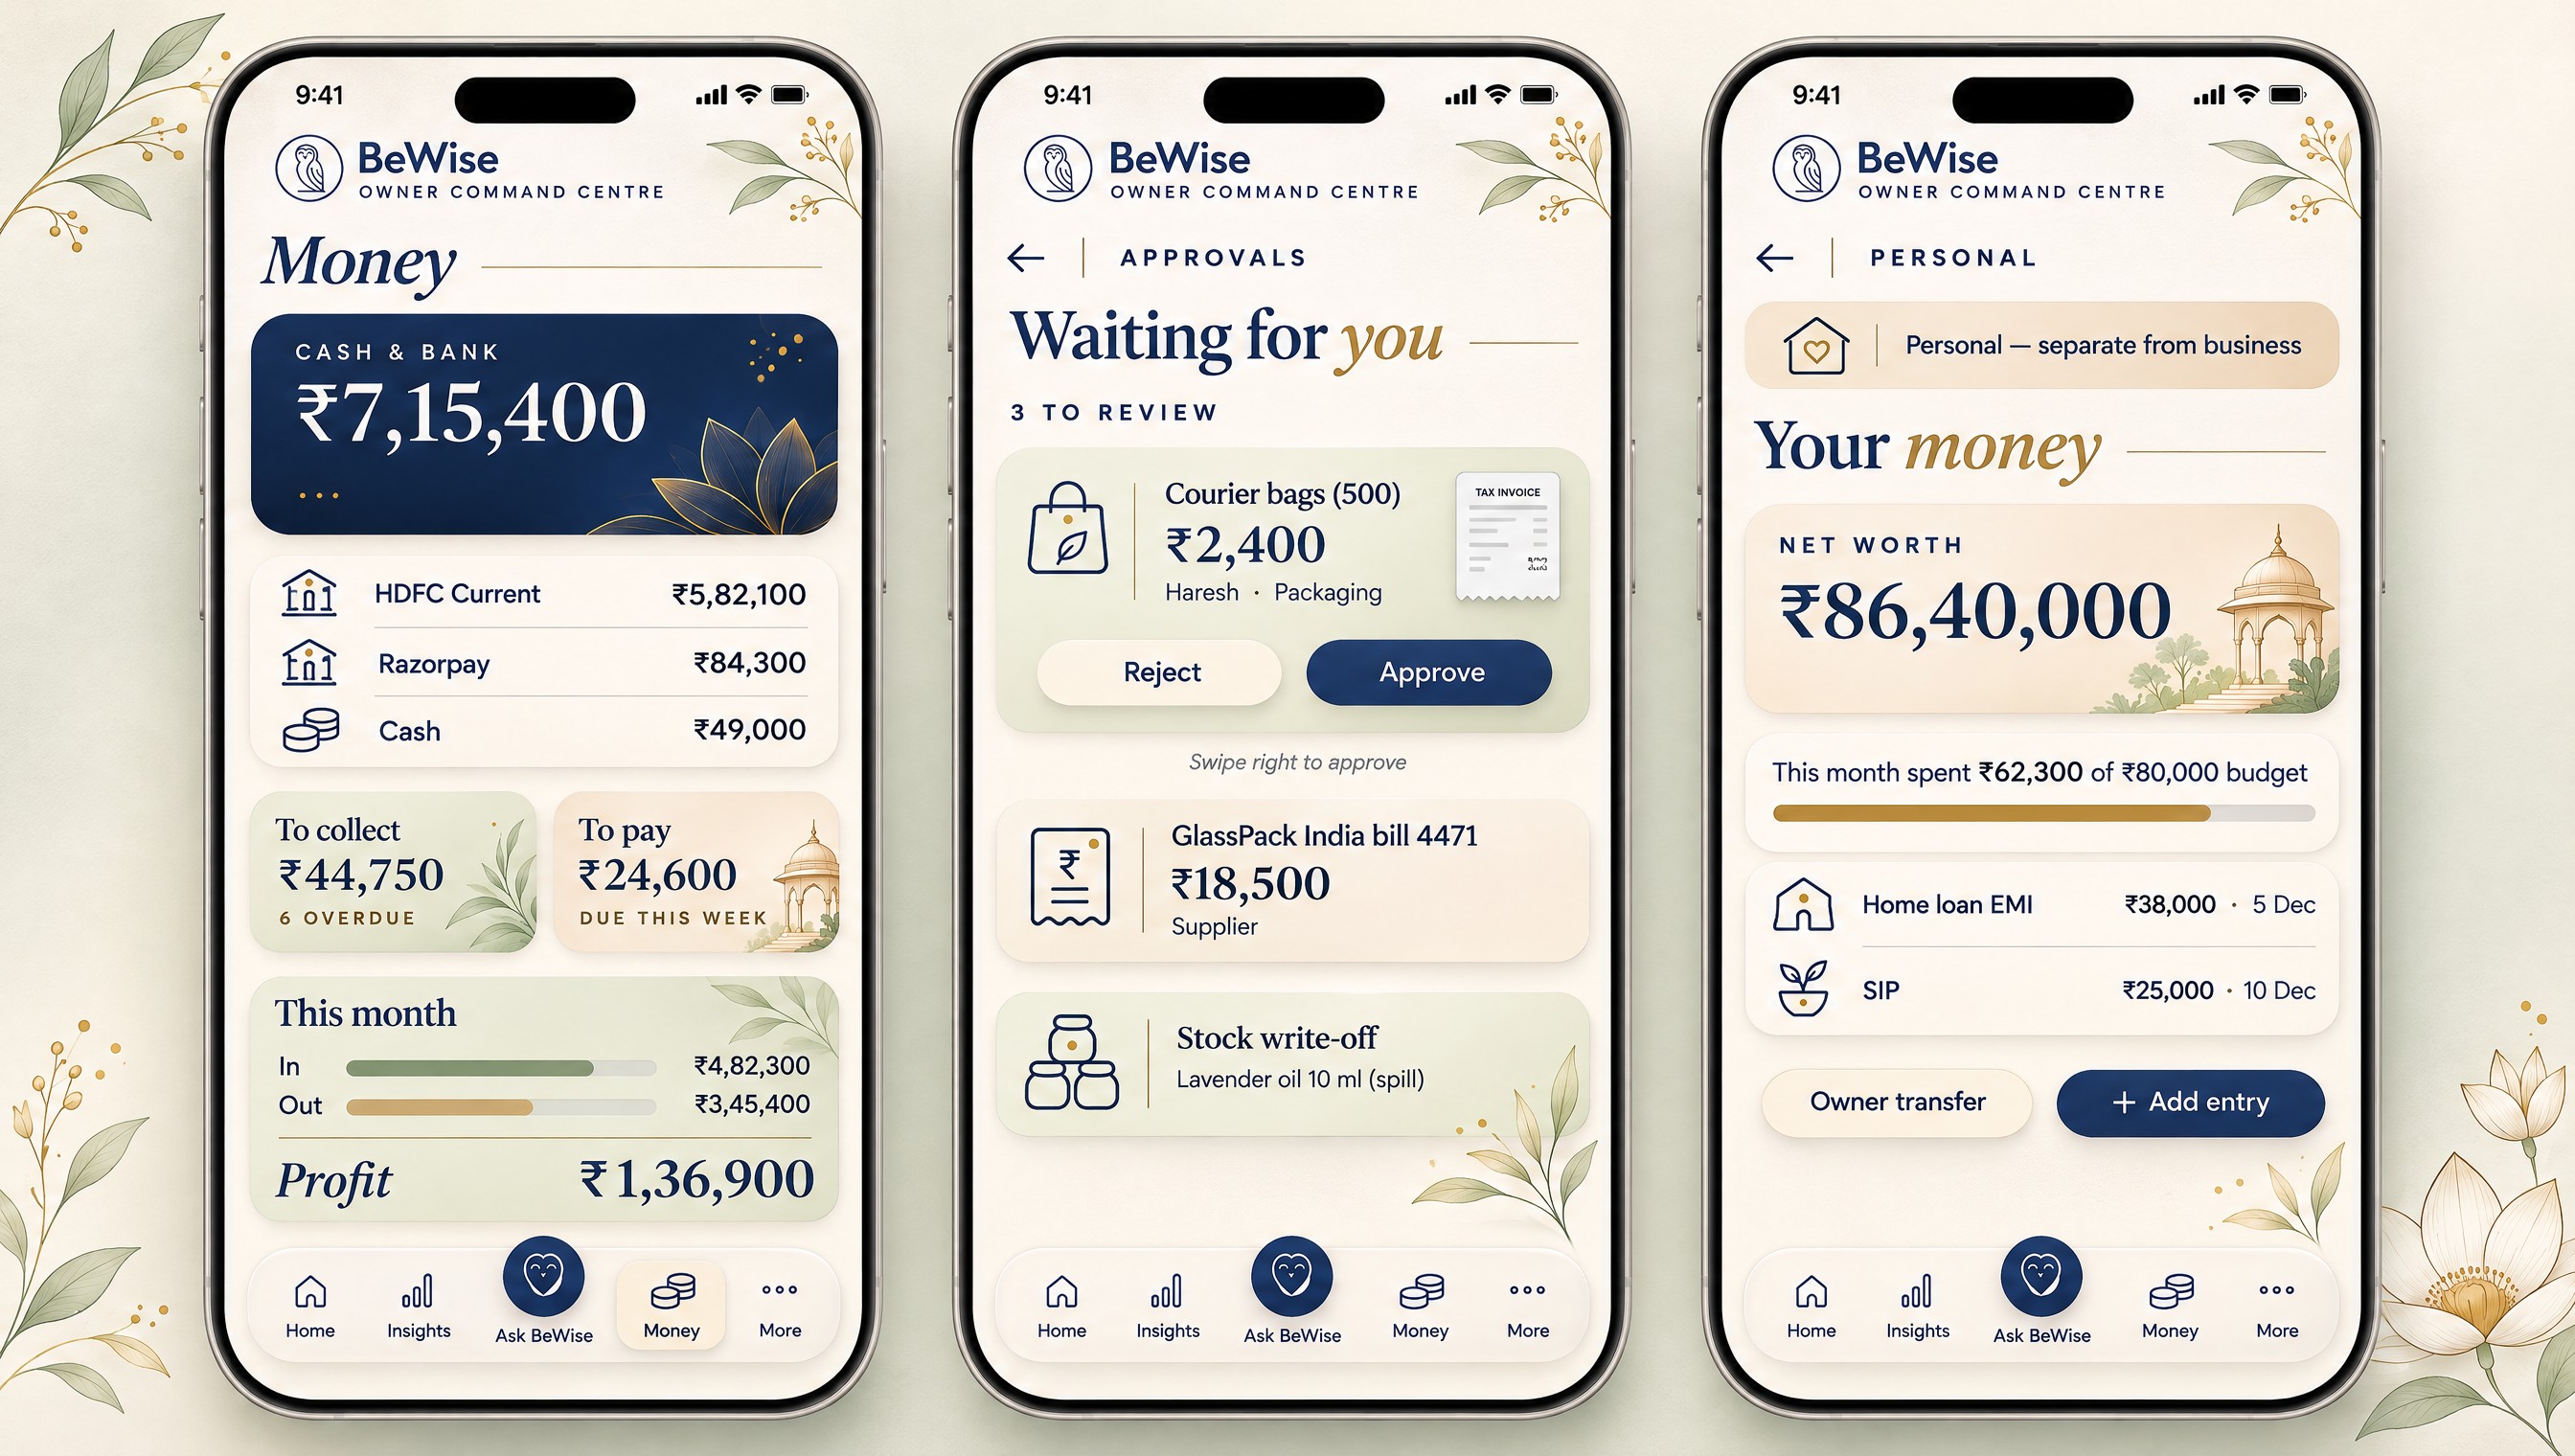 9:41
BeWise
OWNER COMMAND CENTRE
Money
CASH & BANK
₹7,15,400
HDFC Current ₹5,82,100
Razorpay ₹84,300
Cash ₹49,000
To collect
₹44,750
6 OVERDUE
To pay
₹24,600
DUE THIS WEEK
This month
In ₹4,82,300
Out ₹3,45,400
Profit ₹1,36,900
Home Insights Ask BeWise Money More
9:41
BeWise
OWNER COMMAND CENTRE
APPROVALS
Waiting for you
3 TO REVIEW
Courier bags (500)
₹2,400
Haresh · Packaging
TAX INVOICE
Reject Approve
Swipe right to approve
₹
GlassPack India bill 4471
₹18,500
Supplier
Stock write-off
Lavender oil 10 ml (spill)
Home Insights Ask BeWise Money More
9:41
BeWise
OWNER COMMAND CENTRE
PERSONAL
Personal — separate from business
Your money
NET WORTH
₹86,40,000
This month spent ₹62,300 of ₹80,000 budget
Home loan EMI ₹38,000 · 5 Dec
SIP ₹25,000 · 10 Dec
Owner transfer + Add entry
Home Insights Ask BeWise Money More